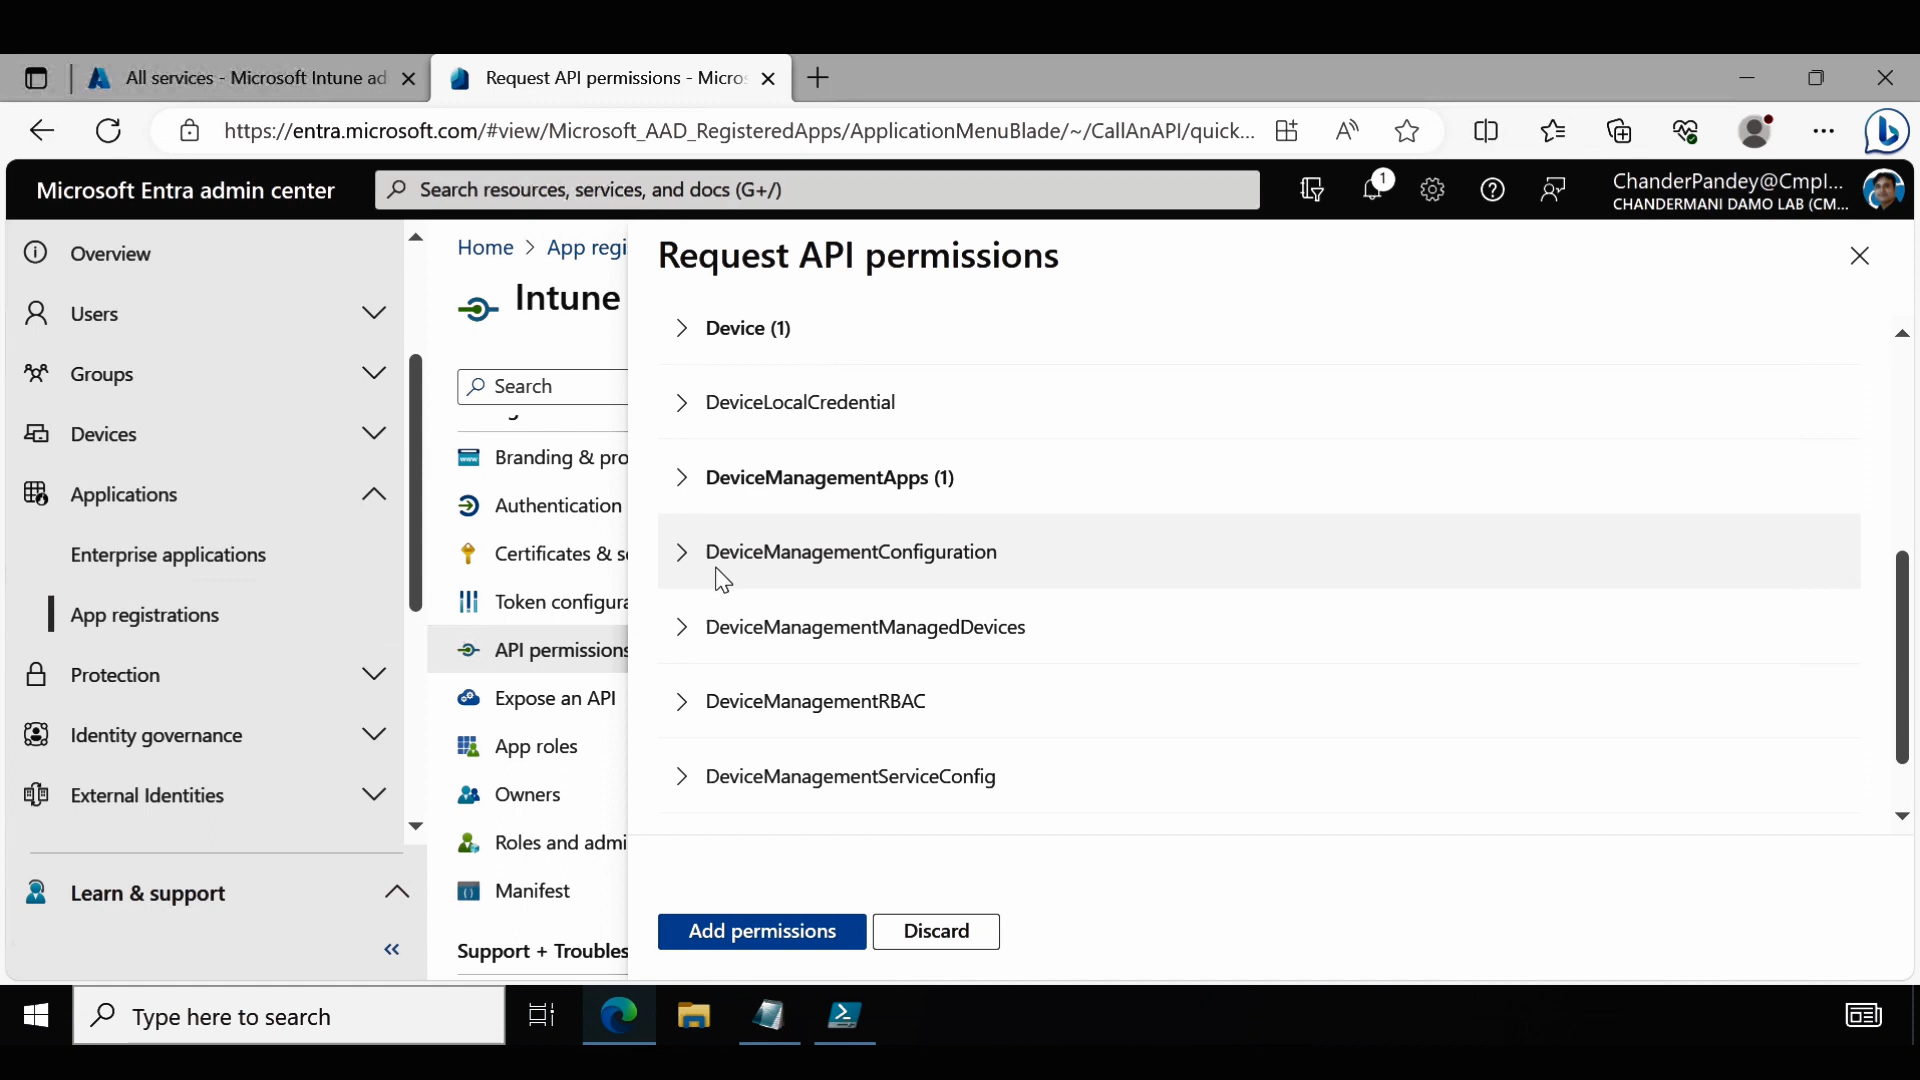 All services - Microsoft Intune ad
Request API permissions - Micros
https://entra.microsoft.com/#view/Microsoft_AAD_RegisteredApps/ApplicationMenuBlade/~/CallAnAPI/quick...
Microsoft Entra admin center
Search resources, services, and docs (G+/)
1
ChanderPandey@Cmpl...
CHANDERMANI DAMO LAB (CM...
Overview
Users
Groups
Devices
Applications
Enterprise applications
App registrations
Protection
Identity governance
External Identities
Learn & support
Home > App regi
Intune
Search
Branding & pro
Authentication
Certificates & se
Token configura
API permissions
Expose an API
App roles
Owners
Roles and admi
Manifest
Support + Troubles
Request API permissions
Device (1)
DeviceLocalCredential
DeviceManagementApps (1)
DeviceManagementConfiguration
DeviceManagementManagedDevices
DeviceManagementRBAC
DeviceManagementServiceConfig
Add permissions
Discard
Type here to search